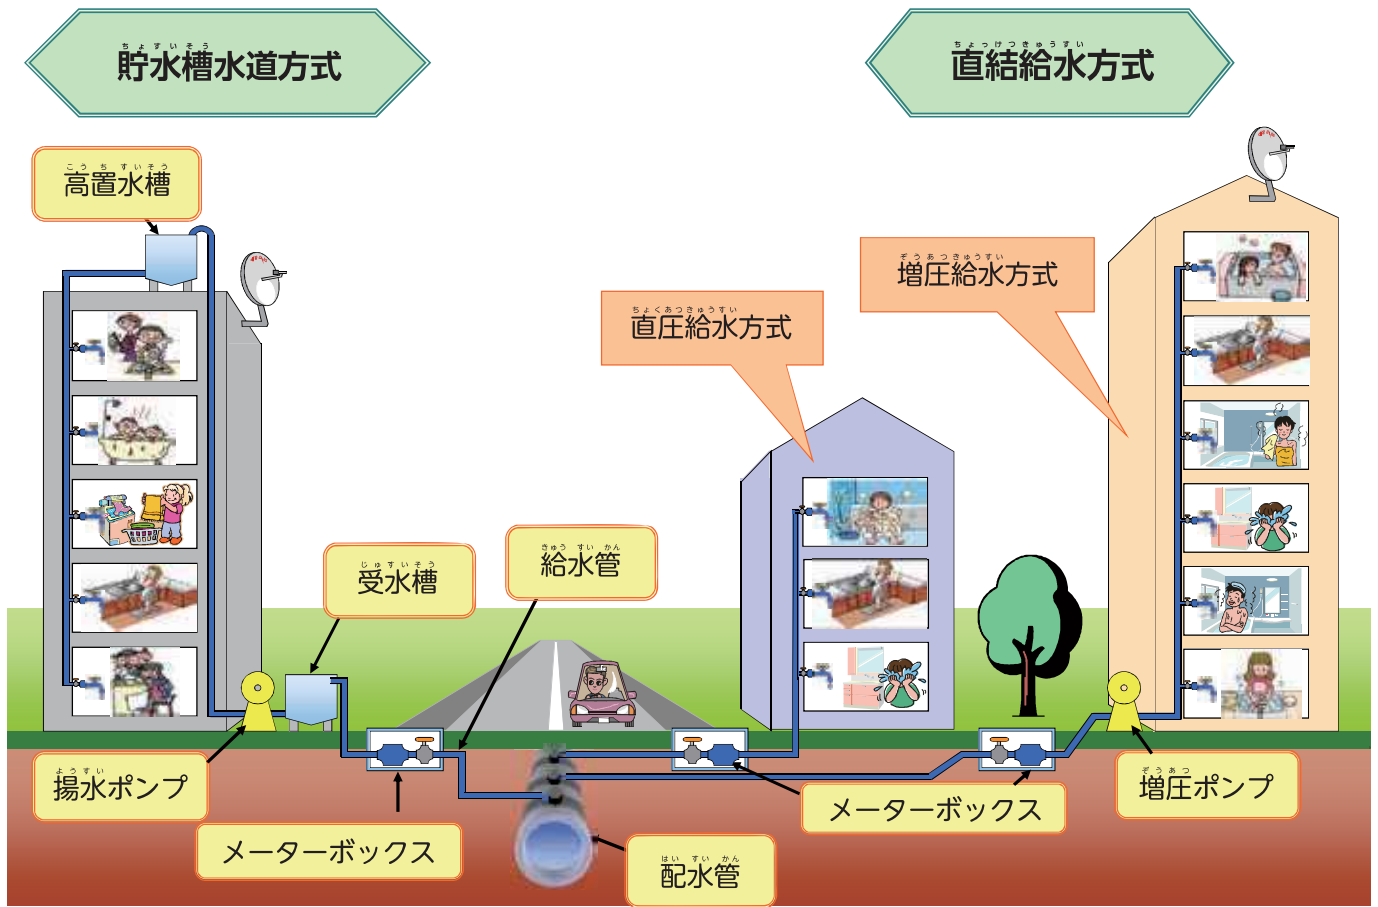 ちょすいそう
貯水槽水道方式
ちょっけつきゅうすい
直結給水方式
こうちすいそう
高置水槽
ぞうあつきゅうすい
増圧給水方式
ちょくあつきゅうすい
直圧給水方式
じゅすいそう
受水槽
きゅうすいかん
給水管
ようすい
揚水ポンプ
メーターボックス
はいすいかん
配水管
メーターボックス
ぞうあつ
増圧ポンプ